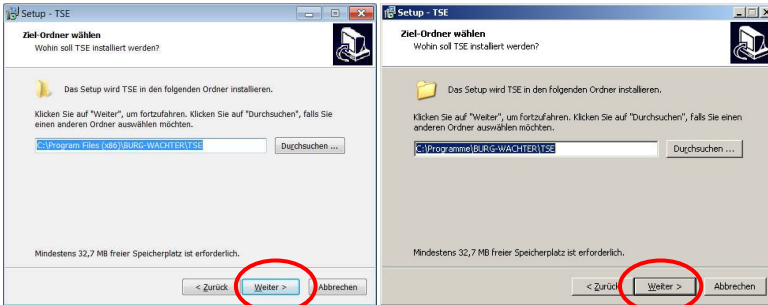 Setup - TSE
Ziel-Ordner wählen
Wohin soll TSE installiert werden?
Das Setup wird TSE in den folgenden Ordner installieren.
Klicken Sie auf "Weiter", um fortzufahren. Klicken Sie auf "Durchsuchen", falls Sie
einen anderen Ordner auswählen möchten.
C:\Program Files (x86)\BURG-WACHTER\TSE
Durchsuchen ...
Mindestens 32,7 MB freier Speicherplatz ist erforderlich.
< Zurück
Weiter >
Abbrechen
Setup - TSE
Ziel-Ordner wählen
Wohin soll TSE installiert werden?
Das Setup wird TSE in den folgenden Ordner installieren.
Klicken Sie auf "Weiter", um fortzufahren. Klicken Sie auf "Durchsuchen", falls Sie einen
anderen Ordner auswählen möchten.
C:\Programme\BURG-WACHTER\TSE
Durchsuchen ...
Mindestens 32,7 MB freier Speicherplatz ist erforderlich.
< Zurück
Weiter >
Abbrechen